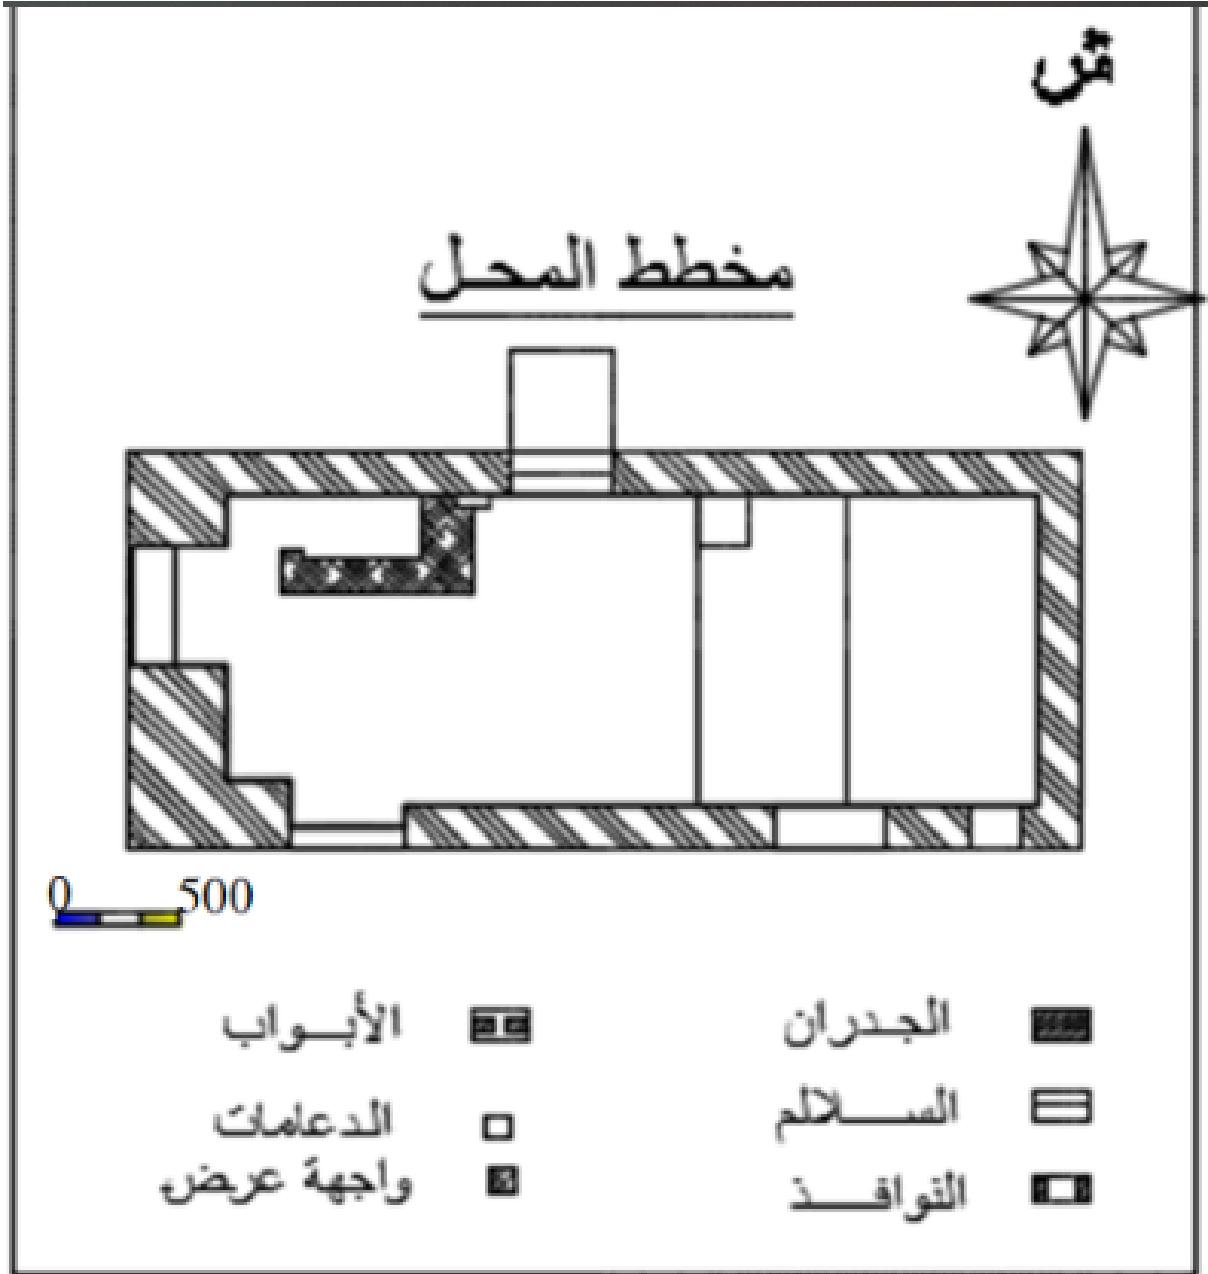 ش
مخطط المحل
0 500
الجدران
الأبواب
السلالم
الدعامات
النوافذ
واجهة عرض